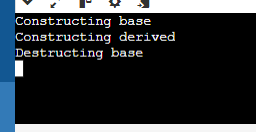 Constructing base
Constructing derived
Destructing base